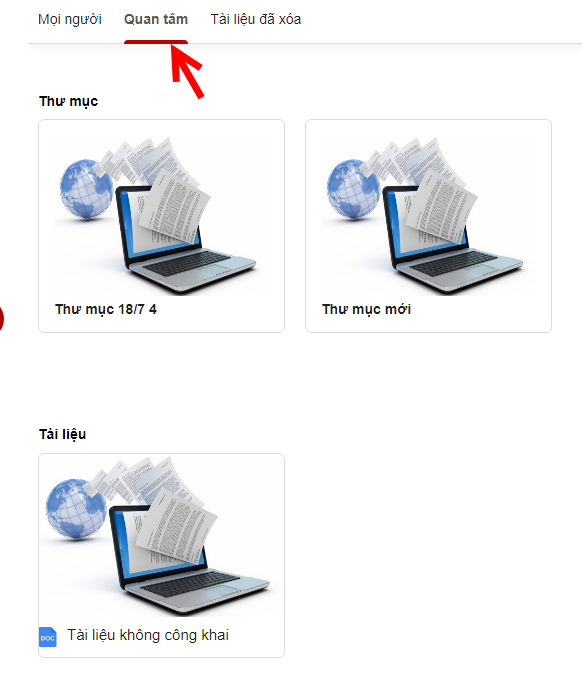 Mọi người Quan tâm Tài liệu đã xóa
Thư mục
Thư mục 18/7 4 Thư mục mới
Tài liệu
DOC Tài liệu không công khai